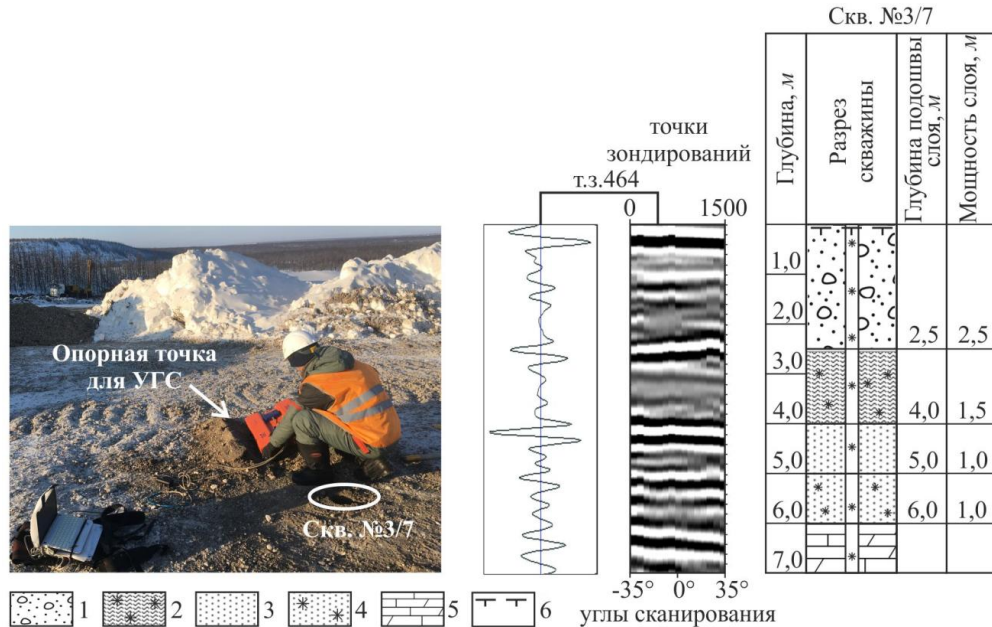 Скв. №3/7
Глубина, м
Разрез
скважины
Глубина подошвы
слоя, м
Мощность слоя, м
точки
зондирований
т.з.464
0 1500
1,0
2,0
2,5 2,5
3,0
4,0 4,0 1,5
5,0 5,0 1,0
6,0 6,0 1,0
7,0
Опорная точка
для УГС
Скв. №3/7
-35° 0° 35°
углы сканирования
1 2 3 4 5 6